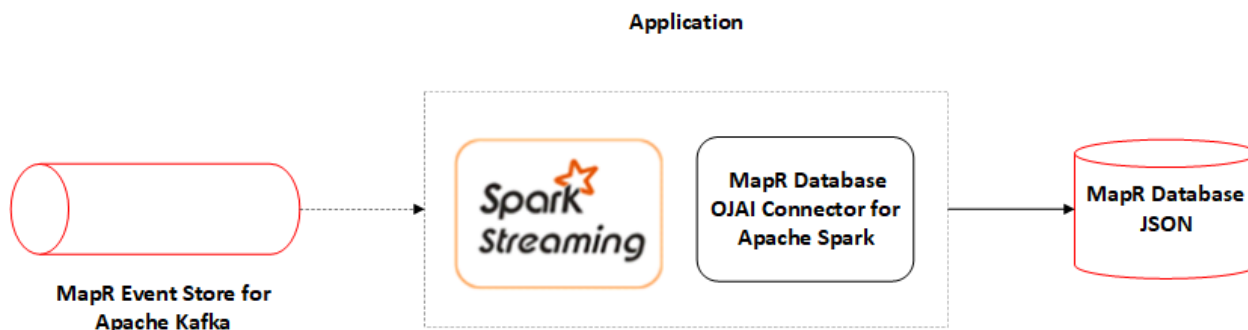 Application
Spark
Streaming
MapR Database
OJAI Connector for
Apache Spark
MapR Database
JSON
MapR Event Store for
Apache Kafka